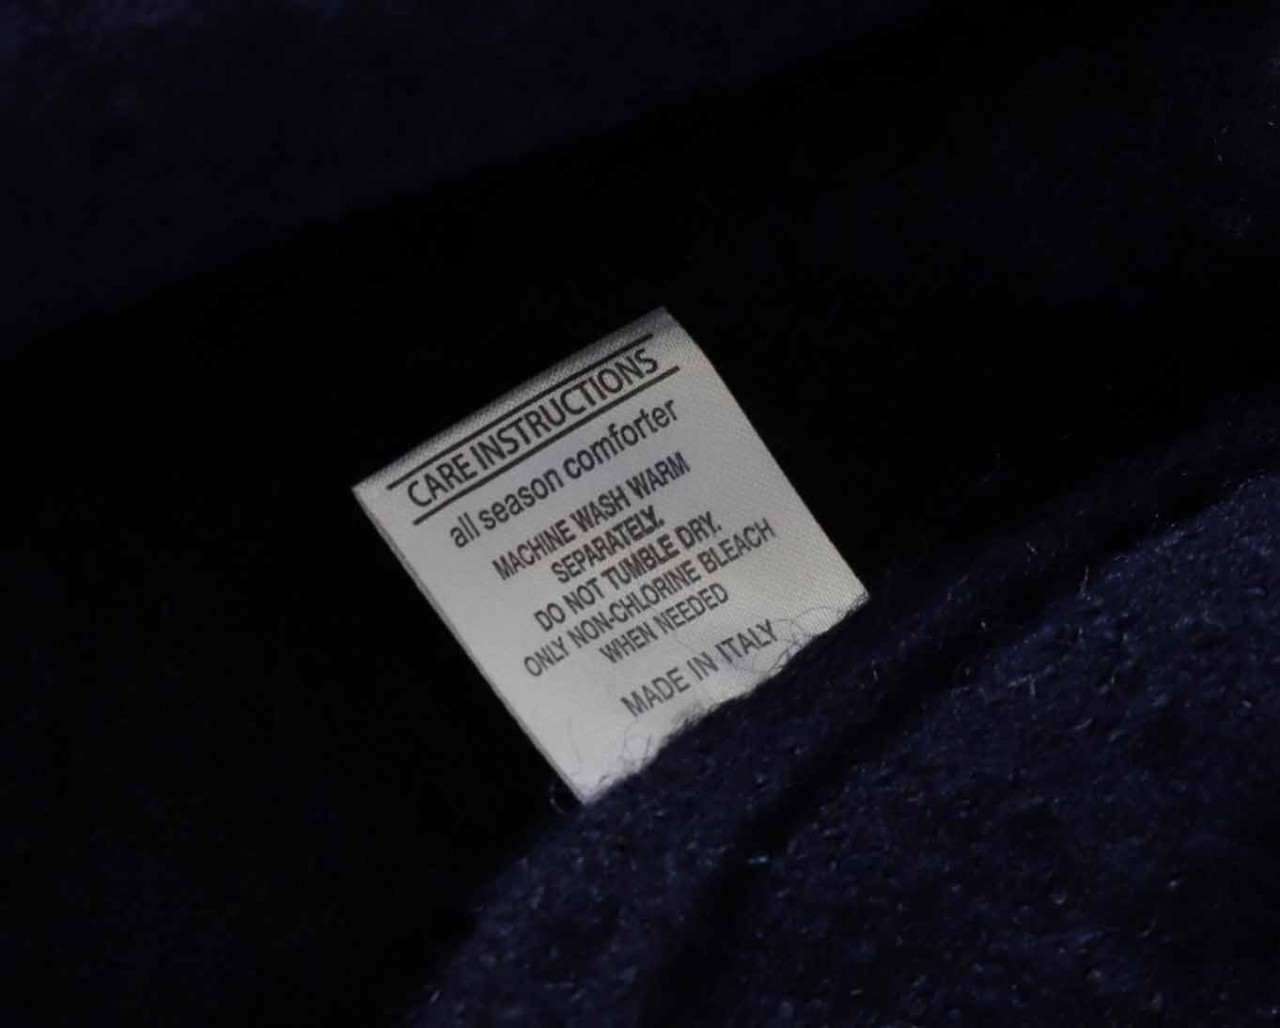 CARE INSTRUCTIONS
all season comforter
MACHINE WASH WARM
SEPARATELY.
DO NOT TUMBLE DRY.
ONLY NON-CHLORINE BLEACH
WHEN NEEDED
MADE IN ITALY